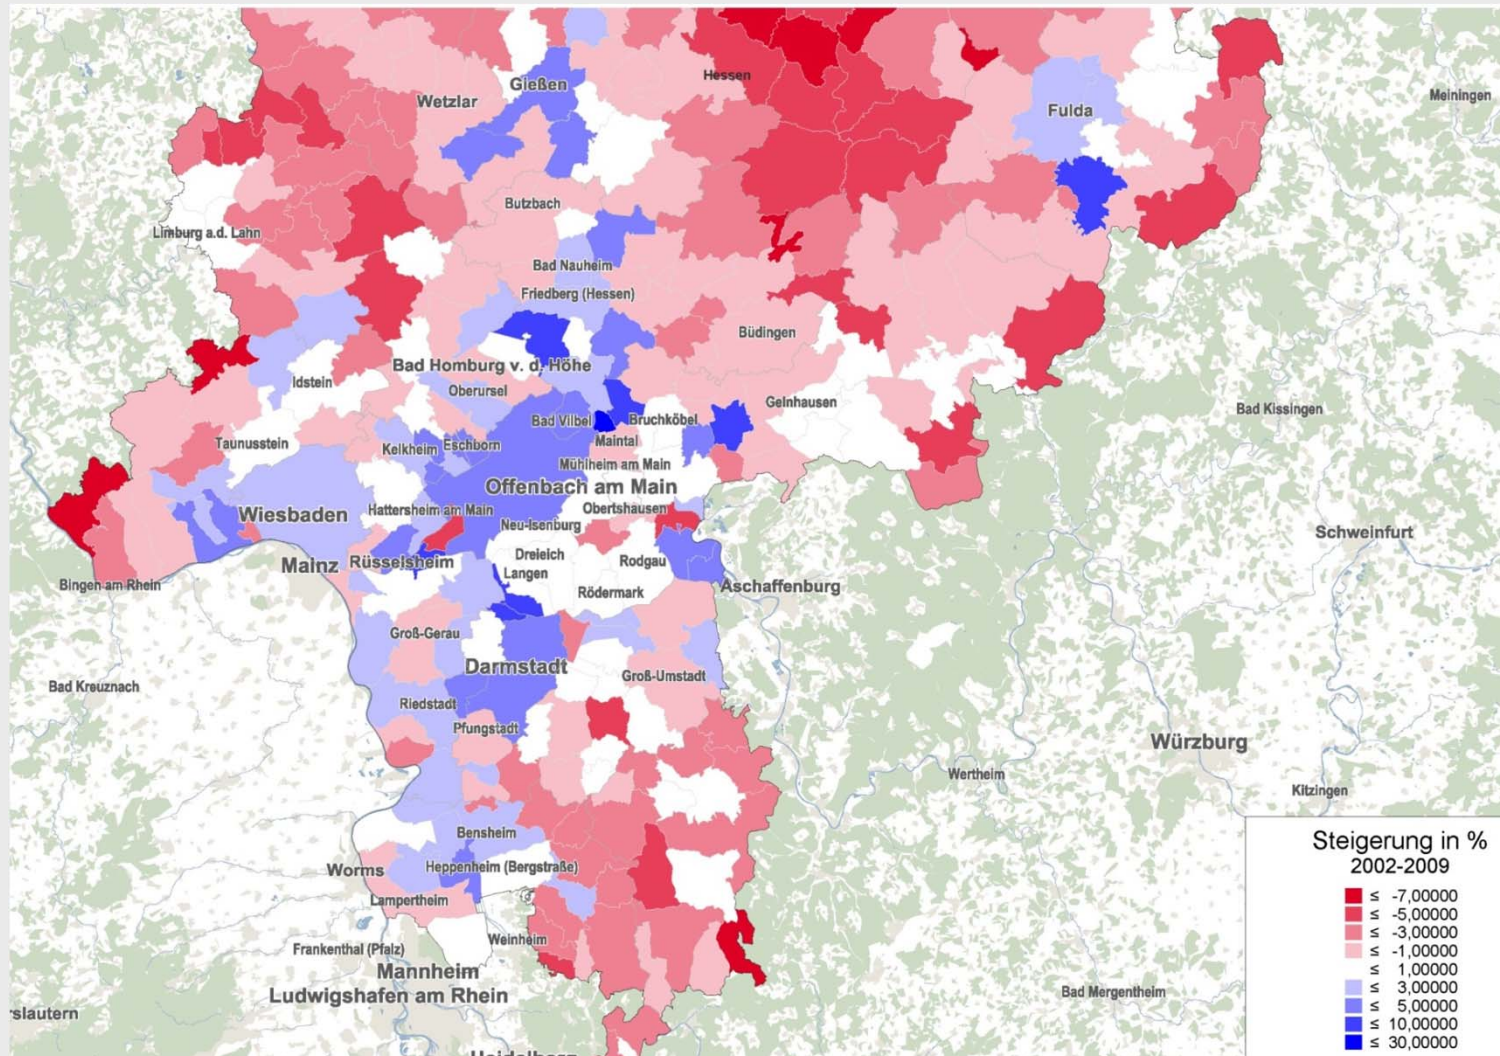 Hessen
Gießen
Wetzlar
Meiningen
Fulda
Butzbach
Limburg a.d. Lahn
Bad Nauheim
Friedberg (Hessen)
Büdingen
Bad Homburg v. d. Höhe
Idstein
Oberursel
Gelnhausen
Bad Kissingen
Bad Vilbel
Bruchköbel
Taunusstein
Kelkheim
Eschborn
Maintal
Mühlheim am Main
Offenbach am Main
Wiesbaden
Hattersheim am Main
Obertshausen
Neu-Isenburg
Schweinfurt
Mainz
Rüsselsheim
Dreieich
Rodgau
Langen
Bingen am Rhein
Aschaffenburg
Rödermark
Groß-Gerau
Darmstadt
Groß-Umstadt
Bad Kreuznach
Riedstadt
Pfungstadt
Würzburg
Wertheim
Kitzingen
Bensheim
Heppenheim (Bergstraße)
Worms
Lampertheim
Weinheim
Frankenthal (Pfalz)
Mannheim
Ludwigshafen am Rhein
Bad Mergentheim
rslautern
Steigerung in %
2002-2009
≤ -7,00000
≤ -5,00000
≤ -3,00000
≤ -1,00000
≤ 1,00000
≤ 3,00000
≤ 5,00000
≤ 10,00000
≤ 30,00000